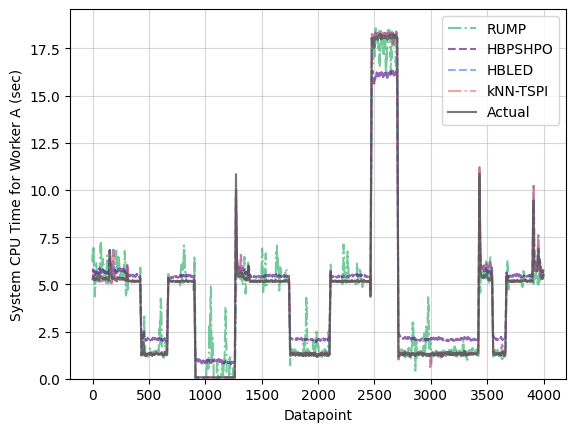 System CPU Time for Worker A (sec)
17.5
15.0
12.5
10.0
7.5
5.0
2.5
0.0
RUMP
HBPSHPO
HBLED
kNN-TSPI
Actual
0 500 1000 1500 2000 2500 3000 3500 4000
Datapoint